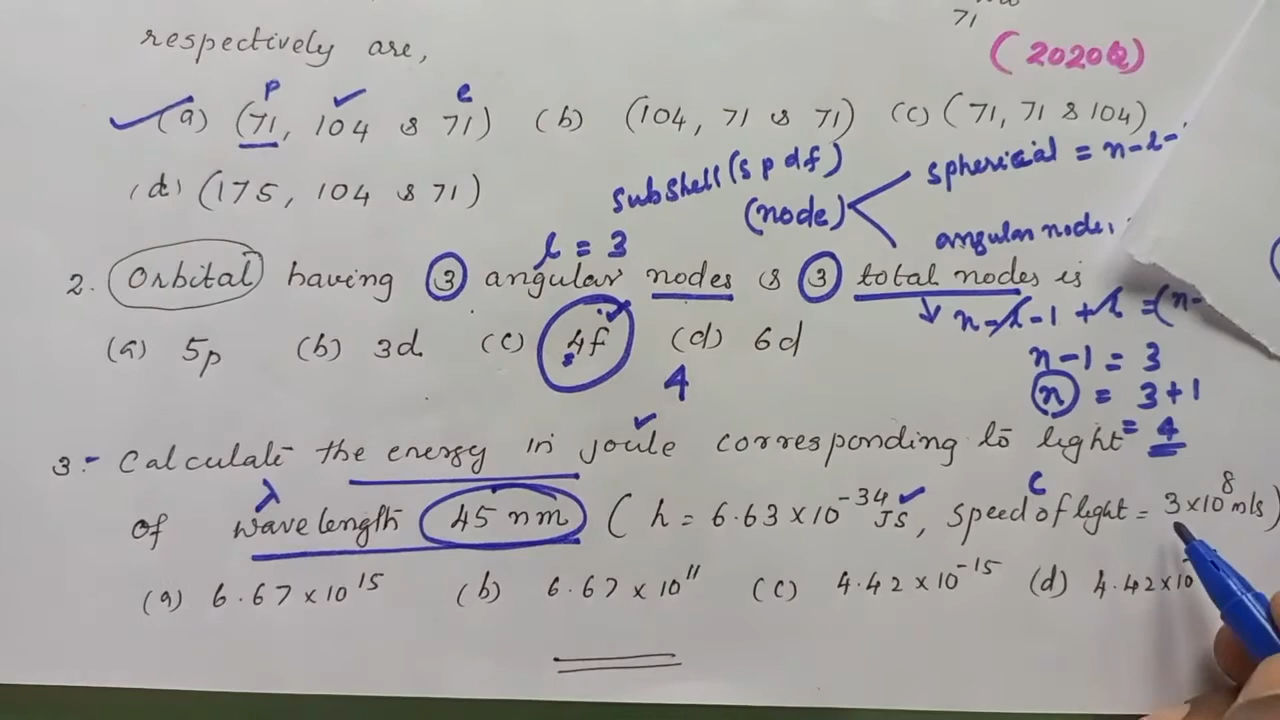 71
respectively are,
(2020Q)
p e
(a) (71, 104 & 71) (b) (104, 71 & 71) (c) (71, 71 & 104)
(d) (175, 104 & 71)
subshell (s p d f)
(node)
spherical = n-l-
angular node,
l = 3
2. Orbital having 3 angular nodes & 3 total nodes is
n-l-1 + l = (n-
(a) 5p (b) 3d (c) 4f (d) 6d
4
n-1 = 3
n = 3+1
= 4
3.- Calculate the energy in joule corresponding to light
λ C
of wavelength 45 nm (h = 6.63 x 10^-34 JS, speed of light = 3x10^8 m/s)
(a) 6.67 x 10^15 (b) 6.67 x 10^11 (c) 4.42 x 10^-15 (d) 4.42 x 10^-